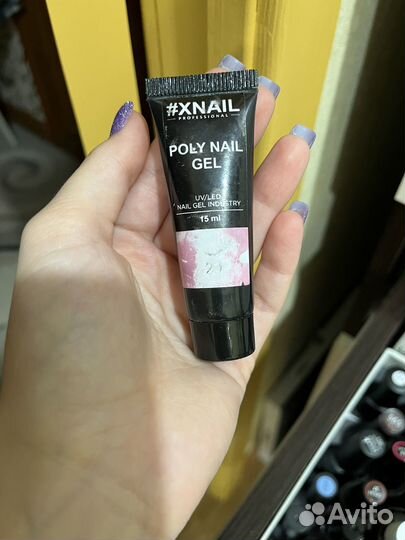 #XNAIL
PROFESSIONAL
POLY NAIL
GEL
UV/LED
NAIL GEL INDUSTRY
15 ml
Avito